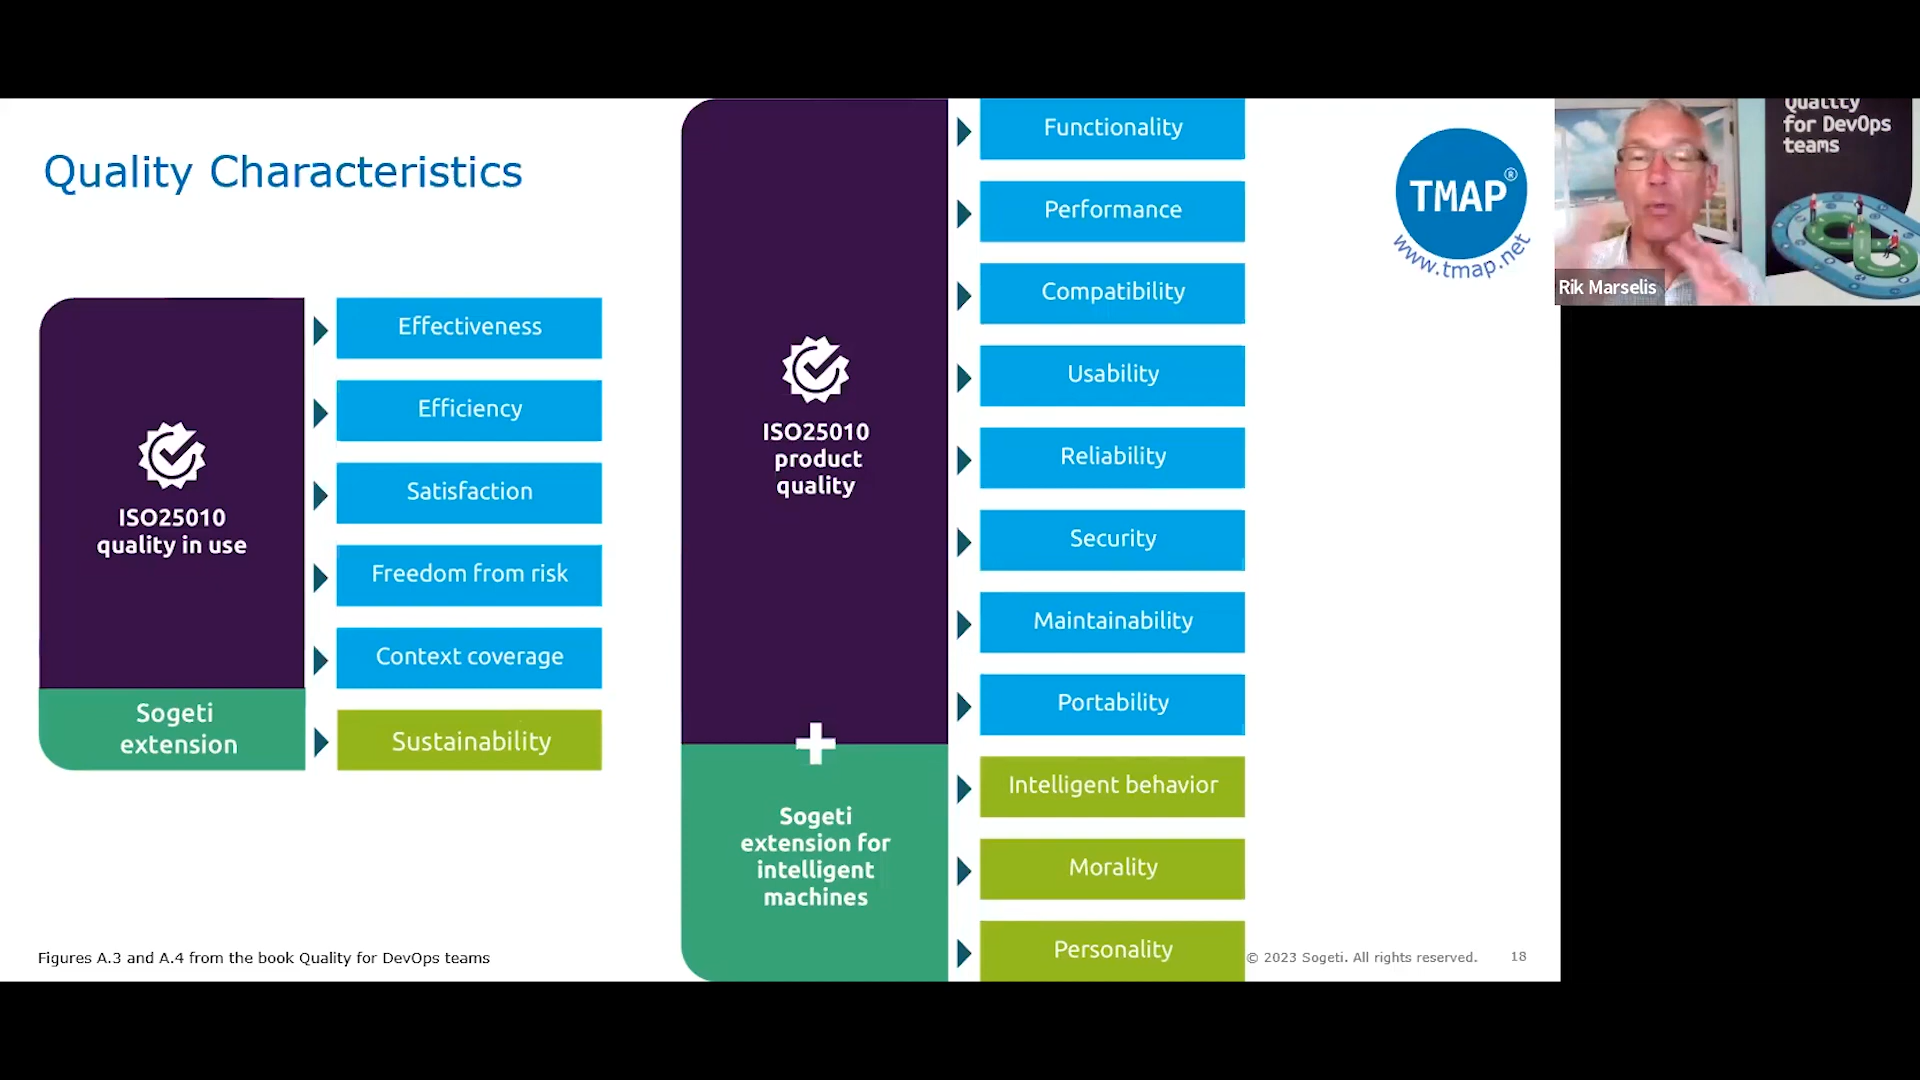 Quality Characteristics
ISO25010
quality in use
Sogeti
extension
Effectiveness
Efficiency
Satisfaction
Freedom from risk
Context coverage
Sustainability
ISO25010
product
quality
Sogeti
extension for
intelligent
machines
Functionality
Performance
Compatibility
Usability
Reliability
Security
Maintainability
Portability
Intelligent behavior
Morality
Personality
TMAP®
www.tmap.net
Quality
for DevOps
teams
Rik Marselis
Figures A.3 and A.4 from the book Quality for DevOps teams
© 2023 Sogeti. All rights reserved.
18